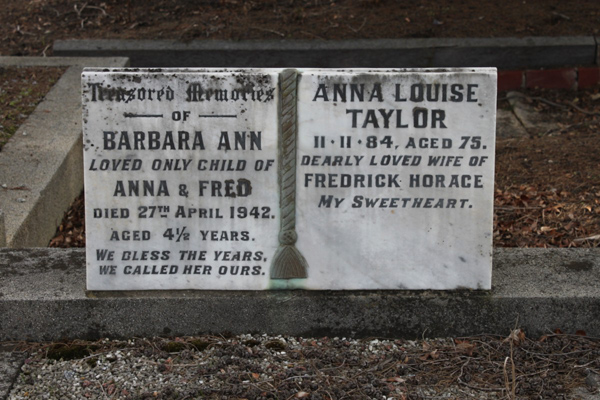 Treasured Memories
OF
BARBARA ANN
LOVED ONLY CHILD OF
ANNA & FRED
DIED 27TH APRIL 1942.
AGED 4½ YEARS.
WE BLESS THE YEARS,
WE CALLED HER OURS.
ANNA LOUISE
TAYLOR
11·11·84, AGED 75.
DEARLY LOVED WIFE OF
FREDRICK HORACE
MY SWEETHEART.